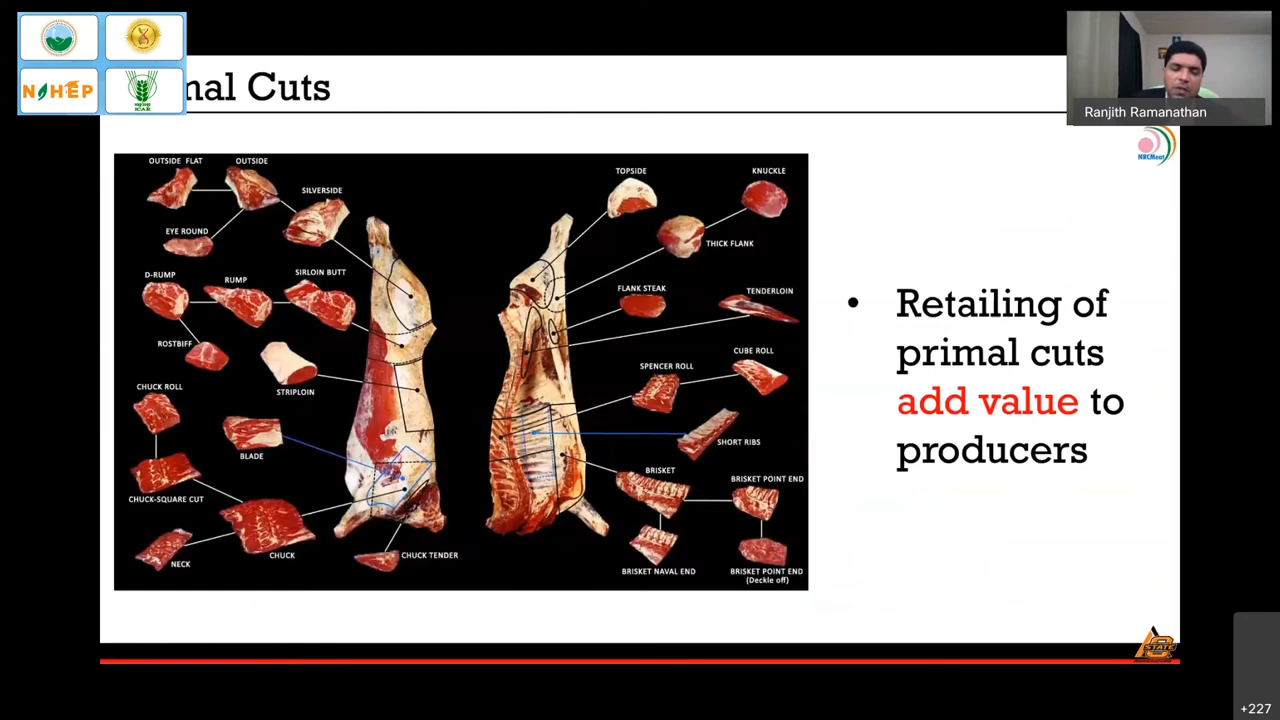 NAHEP
ICAR
nal Cuts
Ranjith Ramanathan
NRCMeat
OUTSIDE FLAT
OUTSIDE
SILVERSIDE
EYE ROUND
D-RUMP
RUMP
SIRLOIN BUTT
ROSTBIFF
STRIPLOIN
CHUCK ROLL
BLADE
CHUCK-SQUARE CUT
CHUCK
NECK
CHUCK TENDER
TOPSIDE
KNUCKLE
THICK FLANK
FLANK STEAK
TENDERLOIN
SPENCER ROLL
CUBE ROLL
SHORT RIBS
BRISKET
BRISKET POINT END
BRISKET NAVAL END
BRISKET POINT END
(Deckle off)
• Retailing of
primal cuts
add value to
producers
STATE
+227